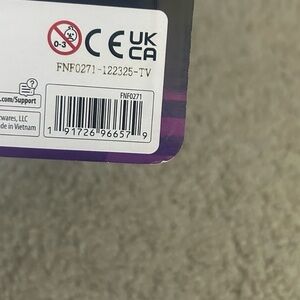 0-3 CE UK
CA
FNF0271-122325-TV
.com/Support
FNF0271
twares, LLC
de in Vietnam
1 91726 96657 9